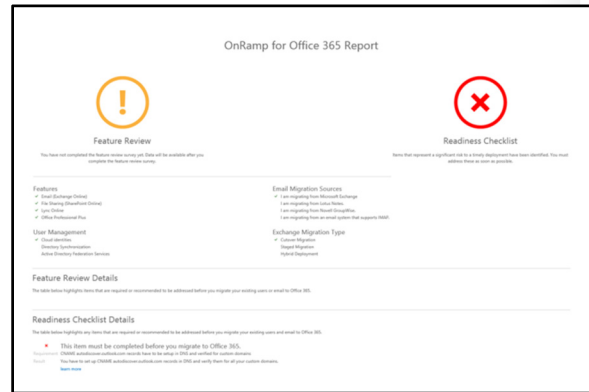 OnRamp for Office 365 Report
!
Feature Review
You have not completed the feature review survey yet. Data will be available after you
complete the feature review survey.
Readiness Checklist
Items that represent a significant risk to a timely deployment have been identified. You must
address these as soon as possible.
Features
✓ Email (Exchange Online)
✓ File Sharing (SharePoint Online)
✓ Lync Online
✓ Office Professional Plus
Email Migration Sources
✓ I am migrating from Microsoft Exchange
I am migrating from Lotus Notes.
I am migrating from Novell GroupWise.
I am migrating from an email system that supports IMAP.
User Management
✓ Cloud identities
Directory Synchronization
Active Directory Federation Services
Exchange Migration Type
✓ Cutover Migration
Staged Migration
Hybrid Deployment
Feature Review Details
The table below highlights items that are required or recommended to be addressed before you migrate your existing users or email to Office 365.
Readiness Checklist Details
The table below highlights any items that are required or recommended to be addressed before you migrate your existing users and email to Office 365.
This item must be completed before you migrate to Office 365.
Requirement CNAME autodiscover.outlook.com records have to be setup in DNS and verified for custom domains.
Result You have to set up CNAME autodiscover.outlook.com records in DNS and verify them for all your custom domains.
learn more